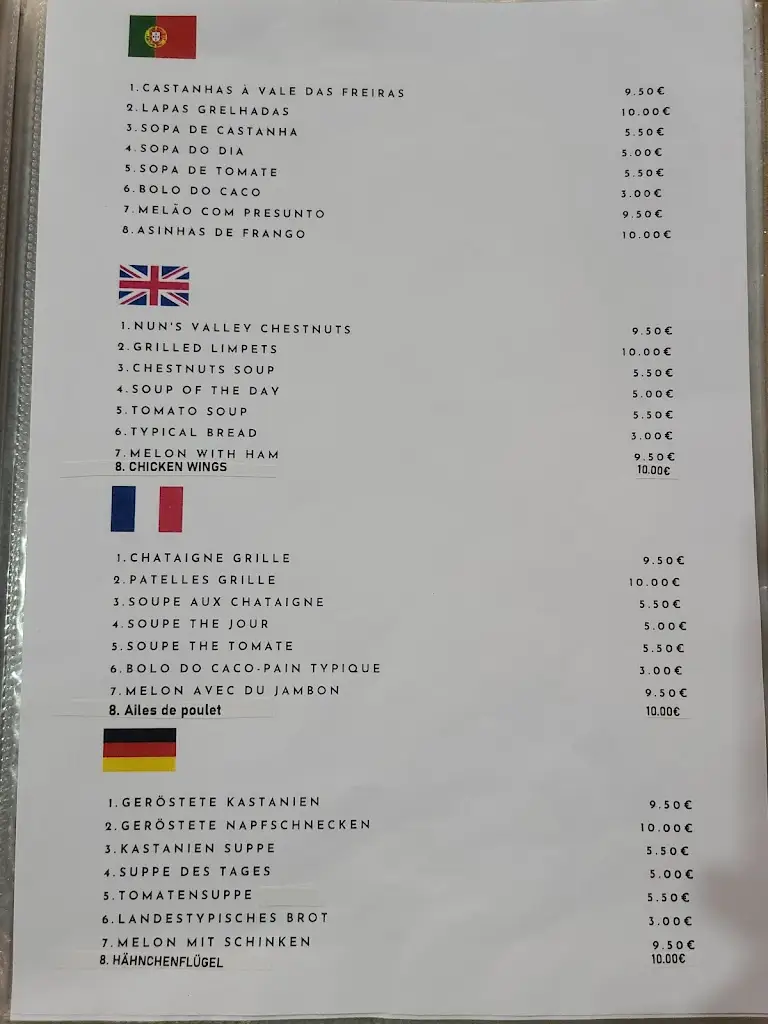 1. CASTANHAS À VALE DAS FREIRAS 9.50€
2. LAPAS GRELHADAS 10.00€
3. SOPA DE CASTANHA 5.50€
4. SOPA DO DIA 5.00€
5. SOPA DE TOMATE 5.50€
6. BOLO DO CACO 3.00€
7. MELÃO COM PRESUNTO 9.50€
8. ASINHAS DE FRANGO 10.00€
1. NUN'S VALLEY CHESTNUTS 9.50€
2. GRILLED LIMPETS 10.00€
3. CHESTNUTS SOUP 5.50€
4. SOUP OF THE DAY 5.00€
5. TOMATO SOUP 5.50€
6. TYPICAL BREAD 3.00€
7. MELON WITH HAM 9.50€
8. CHICKEN WINGS 10.00€
1. CHATAIGNE GRILLE 9.50€
2. PATELLES GRILLE 10.00€
3. SOUPE AUX CHATAIGNE 5.50€
4. SOUPE THE JOUR 5.00€
5. SOUPE THE TOMATE 5.50€
6. BOLO DO CACO-PAIN TYPIQUE 3.00€
7. MELON AVEC DU JAMBON 9.50€
8. Ailes de poulet 10.00€
1. GERÖSTETE KASTANIEN 9.50€
2. GERÖSTETE NAPFSCHNECKEN 10.00€
3. KASTANIEN SUPPE 5.50€
4. SUPPE DES TAGES 5.00€
5. TOMATENSUPPE 5.50€
6. LANDESTYPISCHES BROT 3.00€
7. MELON MIT SCHINKEN 9.50€
8. HÄHNCHENFLÜGEL 10.00€